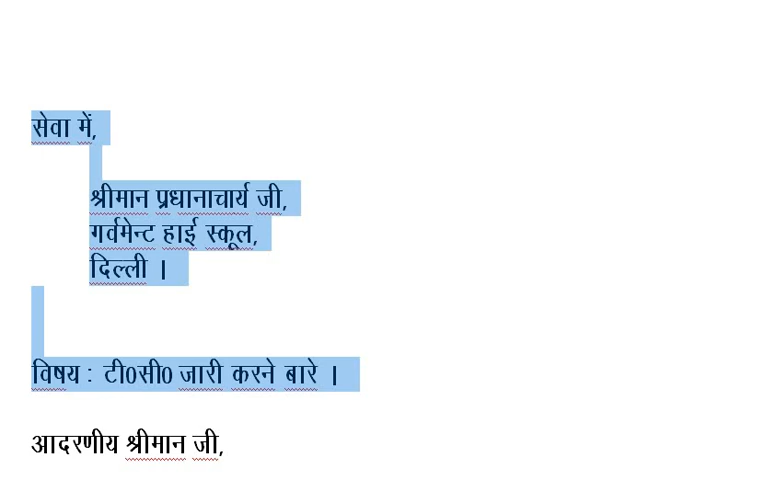 सेवा में,
श्रीमान प्रधानाचार्य जी,
गर्वमेन्ट हाई स्कूल,
दिल्ली ।
विषय : टी0सी0 जारी करने बारे ।
आदरणीय श्रीमान जी,